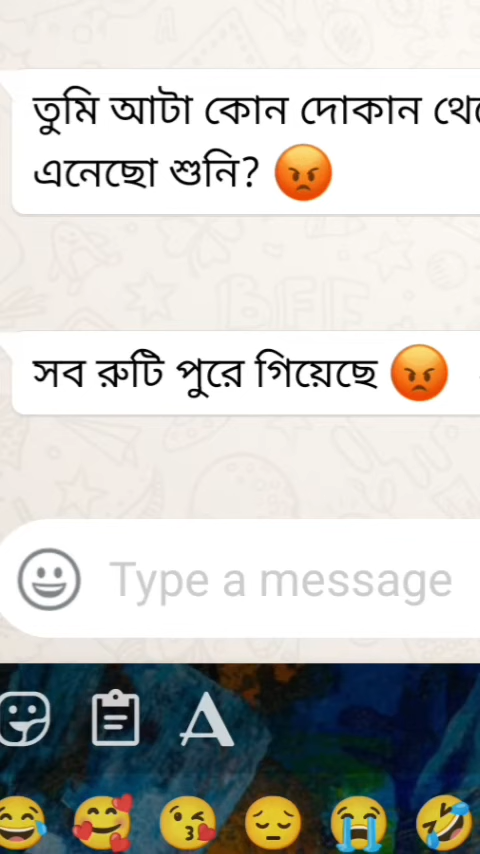 তুমি আটা কোন দোকান
এনেছো শুনি? 😡
সব রুটি পুরে গিয়েছে 😡
Type a message